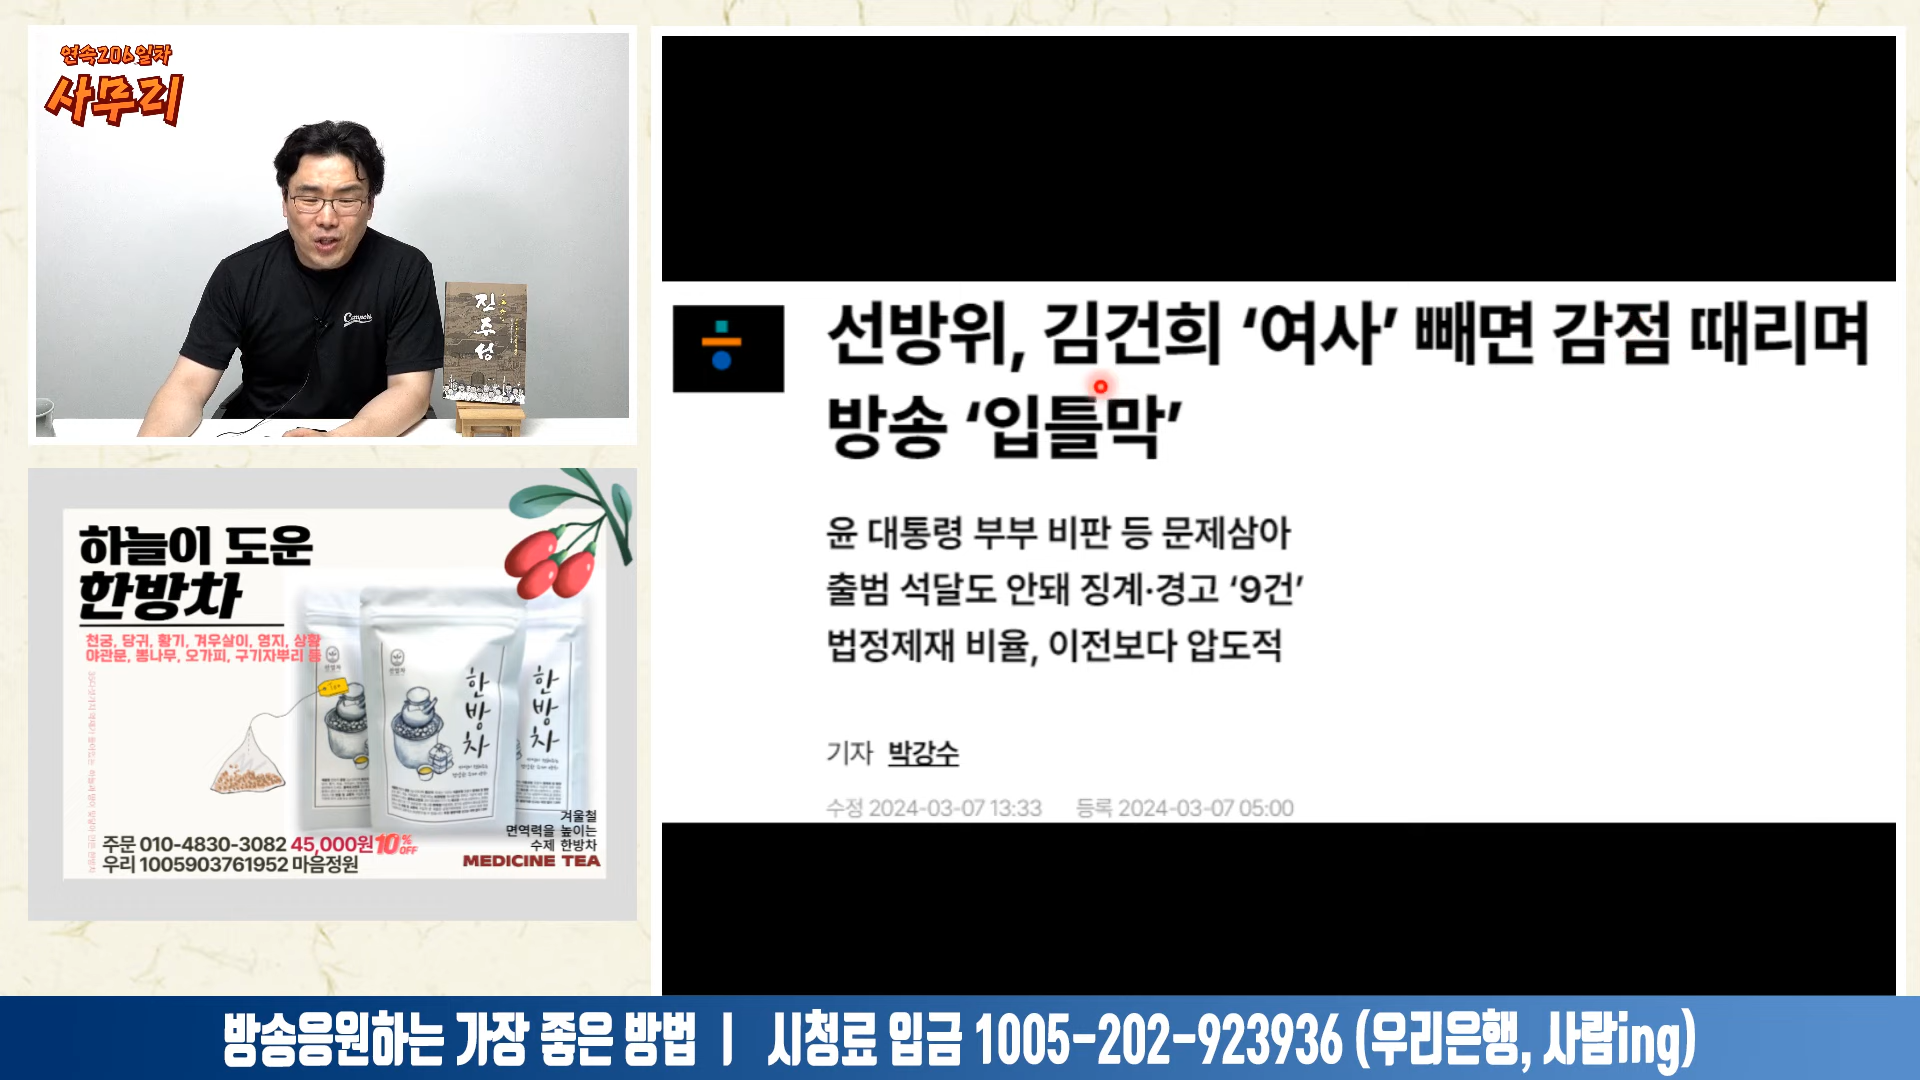 연속206일차
사무리
진주성
선방위, 김건희 ‘여사’ 빼면 감점 때리며
방송 ‘입틀막’
윤 대통령 부부 비판 등 문제삼아
출범 석달도 안돼 징계·경고 ‘9건’
법정제재 비율, 이전보다 압도적
기자 박강수
수정 2024-03-07 13:33 등록 2024-03-07 05:00
하늘이 도운
한방차
천궁, 당귀, 황기, 겨우살이, 영지, 상황
야관문, 뽕나무, 오가피, 구기자뿌리 등
한방차
한방차
겨울철
면역력을 높이는
수제 한방차
MEDICINE TEA
주문 010-4830-3082 45,000원 10% OFF
우리 1005903761952 마음정원
방송응원하는 가장 좋은 방법 ㅣ 시청료 입금 1005-202-923936 (우리은행, 사람ing)